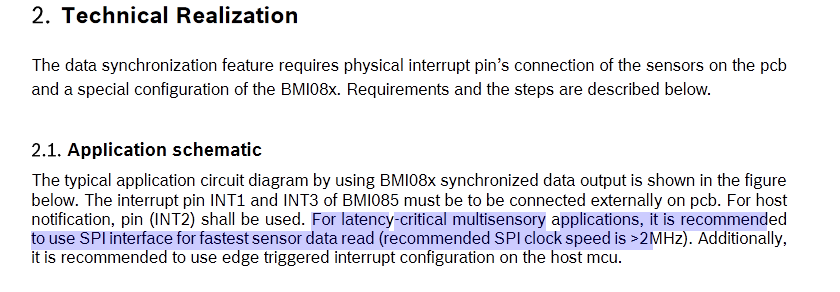 2. Technical Realization
The data synchronization feature requires physical interrupt pin’s connection of the sensors on the pcb
and a special configuration of the BMI08x. Requirements and the steps are described below.
2.1. Application schematic
The typical application circuit diagram by using BMI08x synchronized data output is shown in the figure
below. The interrupt pin INT1 and INT3 of BMI085 must be to be connected externally on pcb. For host
notification, pin (INT2) shall be used. For latency-critical multisensory applications, it is recommended
to use SPI interface for fastest sensor data read (recommended SPI clock speed is >2MHz). Additionally,
it is recommended to use edge triggered interrupt configuration on the host mcu.